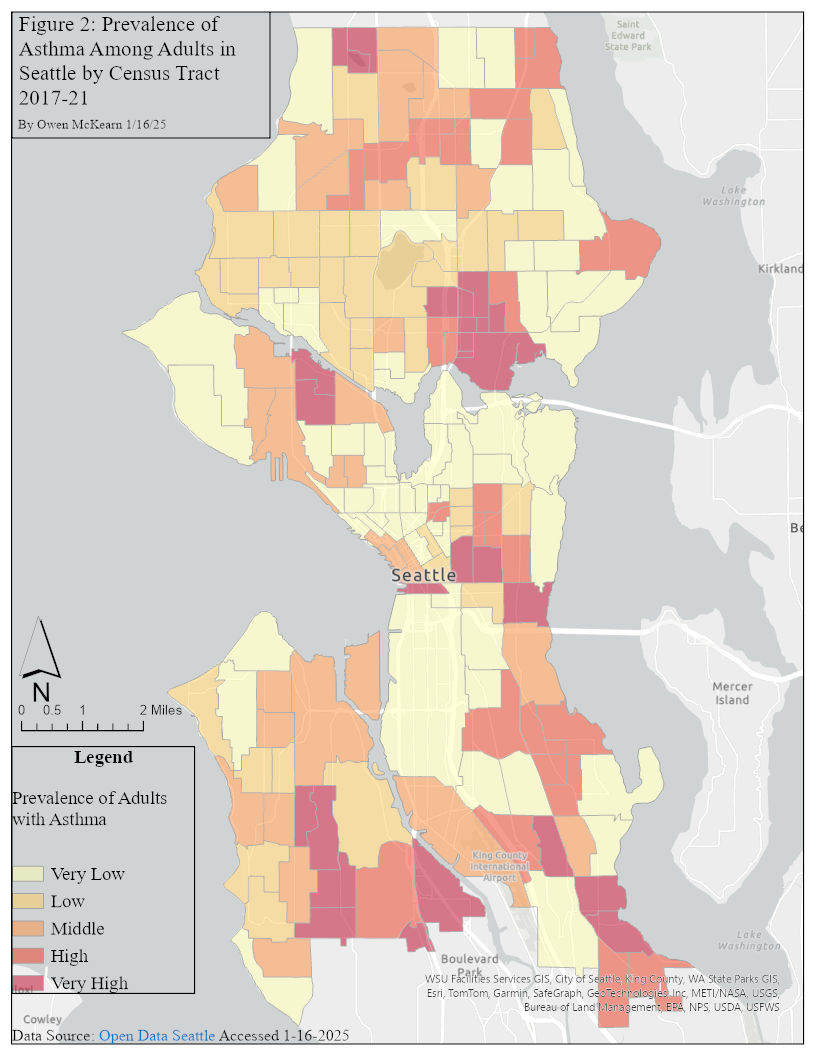 Figure 2: Prevalence of
Asthma Among Adults in
Seattle by Census Tract
2017-21
By Owen McKearn 1/16/25
Saint
Edward
State Park
Lake
Washington
Kirkland
Be
Seattle
Mercer
Island
N
0 0.5 1 2 Miles
Legend
Prevalence of Adults
with Asthma
Very Low
Low
Middle
High
Very High
King County
International
Airport
Boulevard
Park
Lake
Washington
Cowley
WSU Facilities Services GIS, City of Seattle, King County, WA State Parks GIS,
Esri, TomTom, Garmin, SafeGraph, GeoTechnologies, Inc, METI/NASA, USGS,
Bureau of Land Management, EPA, NPS, USDA, USFWS
Data Source: Open Data Seattle Accessed 1-16-2025